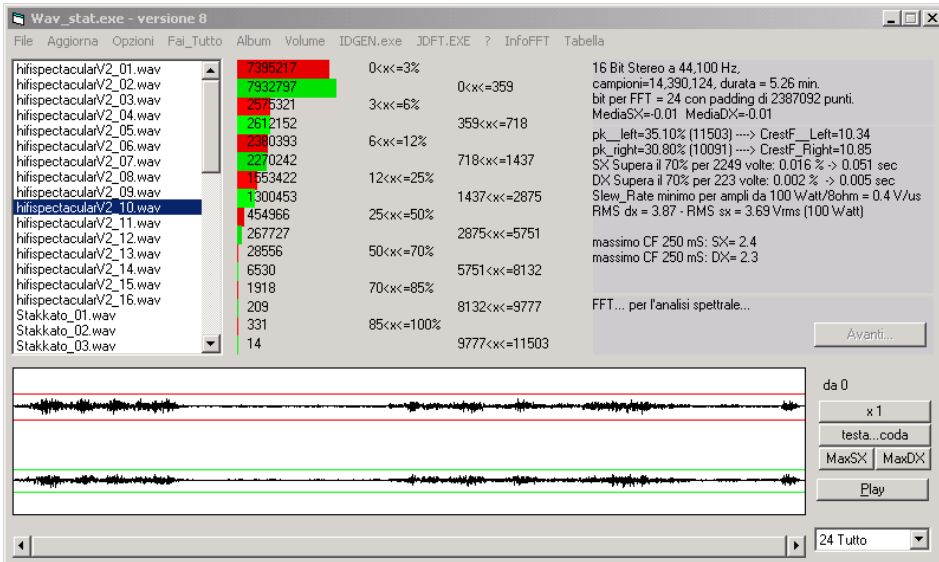 Wav_stat.exe - versione 8
File Aggiorna Opzioni Fai_Tutto Album Volume IDGEN.exe JDFT.EXE ? InfoFFT Tabella
hifispectacularV2_01.wav
hifispectacularV2_02.wav
hifispectacularV2_03.wav
hifispectacularV2_04.wav
hifispectacularV2_05.wav
hifispectacularV2_06.wav
hifispectacularV2_07.wav
hifispectacularV2_08.wav
hifispectacularV2_09.wav
hifispectacularV2_10.wav
hifispectacularV2_11.wav
hifispectacularV2_12.wav
hifispectacularV2_13.wav
hifispectacularV2_14.wav
hifispectacularV2_15.wav
hifispectacularV2_16.wav
Stakkato_01.wav
Stakkato_02.wav
Stakkato_03.wav
7395217 0<x<=3%
7932797 0<x<=359
2575321 3<x<=6%
2612152 359<x<=718
2380393 6<x<=12%
2270242 718<x<=1437
1553422 12<x<=25%
1300453 1437<x<=2875
454966 25<x<=50%
267727 2875<x<=5751
28556 50<x<=70%
6530 5751<x<=8132
1918 70<x<=85%
209 8132<x<=9777
331 85<x<=100%
14 9777<x<=11503
16 Bit Stereo a 44,100 Hz,
campioni=14,390,124, durata = 5.26 min.
bit per FFT = 24 con padding di 2387092 punti.
MediaSX=-0.01 MediaDX=-0.01
pk__left=35.10% (11503) ----> CrestF__Left=10.34
pk_right=30.80% (10091) ----> CrestF_Right=10.85
SX Supera il 70% per 2249 volte: 0.016 % -> 0.051 sec
DX Supera il 70% per 223 volte: 0.002 % -> 0.005 sec
Slew_Rate minimo per ampli da 100 Watt/8ohm = 0.4 V/us
RMS dx = 3.87 - RMS sx = 3.69 Vrms (100 Watt)
massimo CF 250 mS: SX= 2.4
massimo CF 250 mS: DX= 2.3
FFT... per l'analisi spettrale...
Avanti...
da 0
x 1
testa...coda
MaxSX MaxDX
Play
24 Tutto